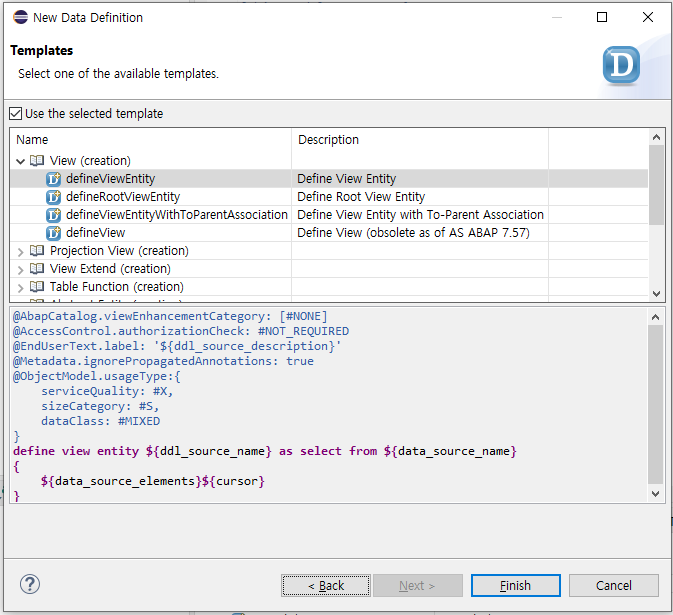 New Data Definition
Templates
Select one of the available templates.
D
Use the selected template
Name Description
View (creation)
defineViewEntity Define View Entity
defineRootViewEntity Define Root View Entity
defineViewEntityWithToParentAssociation Define View Entity with To-Parent Association
defineView Define View (obsolete as of AS ABAP 7.57)
Projection View (creation)
View Extend (creation)
Table Function (creation)
@AbapCatalog.viewEnhancementCategory: [#NONE]
@AccessControl.authorizationCheck: #NOT_REQUIRED
@EndUserText.label: '${ddl_source_description}'
@Metadata.ignorePropagatedAnnotations: true
@ObjectModel.usageType:{
    serviceQuality: #X,
    sizeCategory: #S,
    dataClass: #MIXED
}
define view entity ${ddl_source_name} as select from ${data_source_name}
{
    ${data_source_elements}${cursor}
}
? < Back Next > Finish Cancel